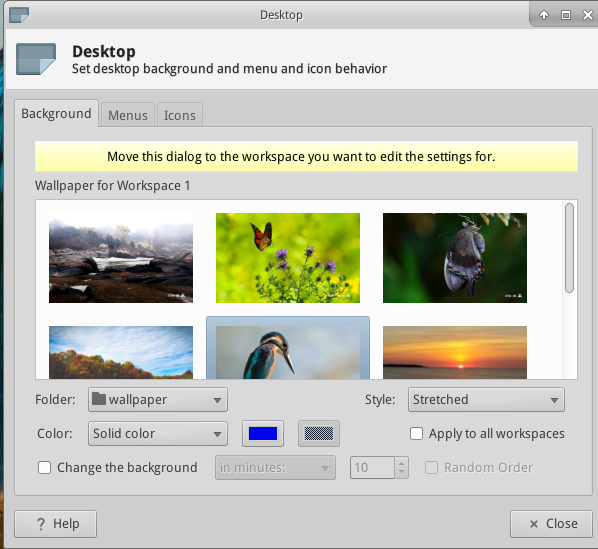 Desktop
Desktop
Set desktop background and menu and icon behavior
Background Menus Icons
Move this dialog to the workspace you want to edit the settings for.
Wallpaper for Workspace 1
Folder: wallpaper Style: Stretched
Color: Solid color Apply to all workspaces
Change the background in minutes: 10 Random Order
? Help Close